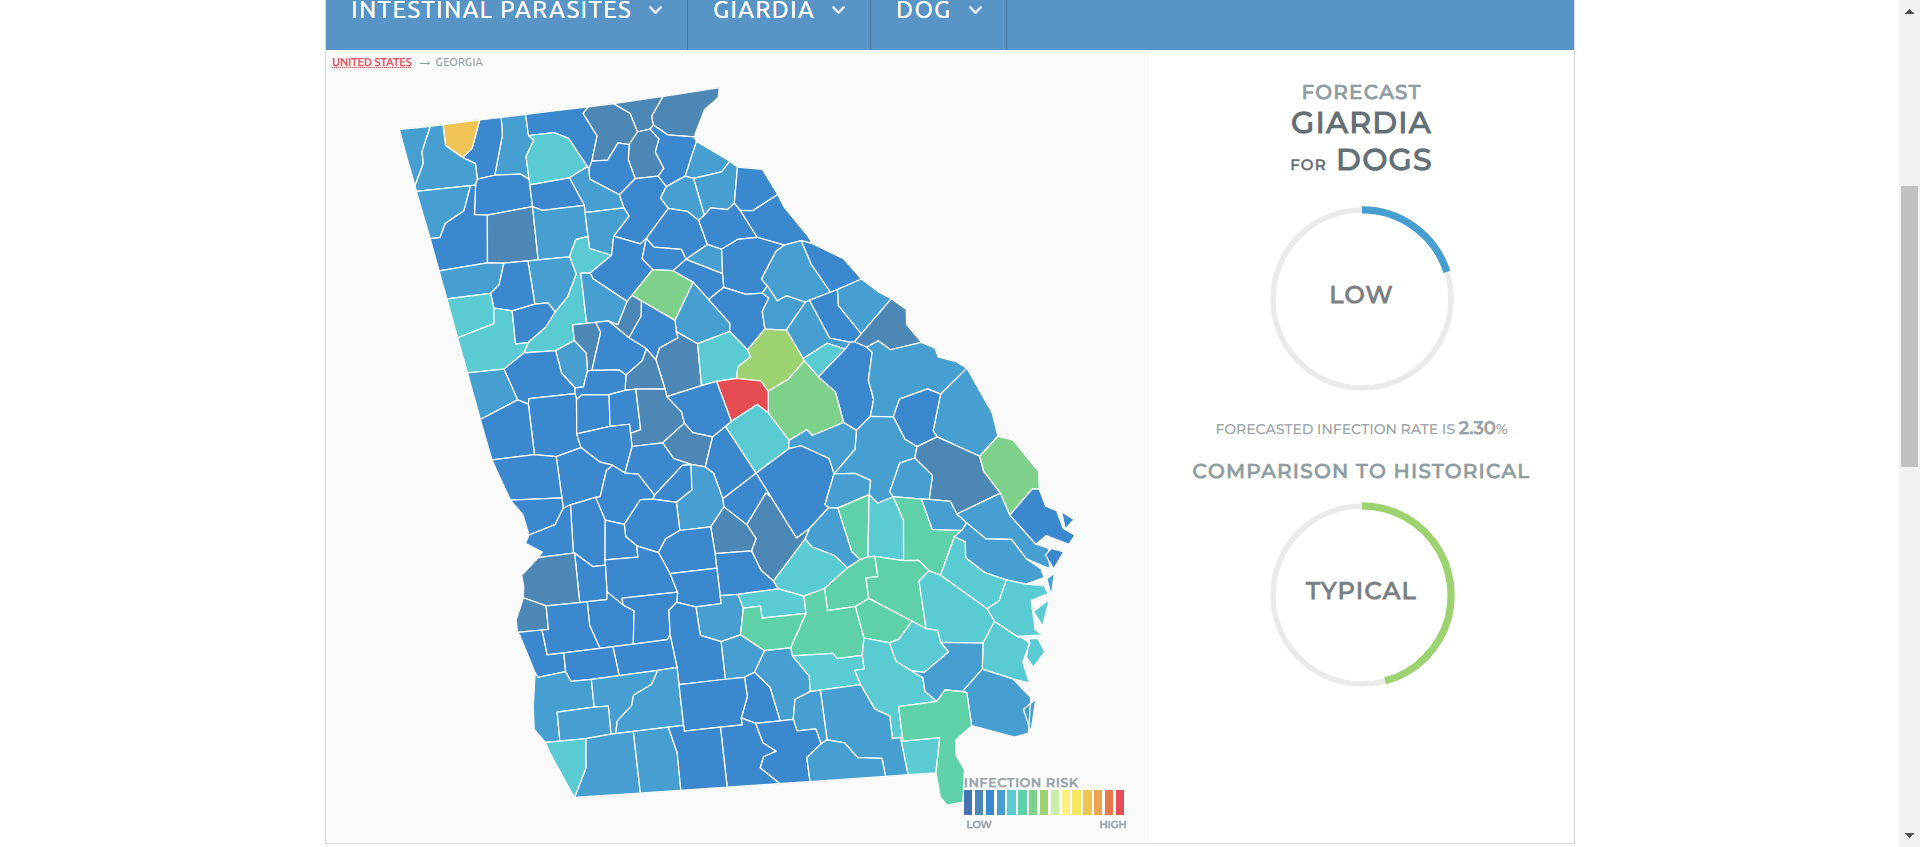 INTESTINAL PARASITES GIARDIA DOG
UNITED STATES → GEORGIA
FORECAST
GIARDIA
FOR DOGS
LOW
FORECASTED INFECTION RATE IS 2.30%
COMPARISON TO HISTORICAL
TYPICAL
INFECTION RISK
LOW HIGH